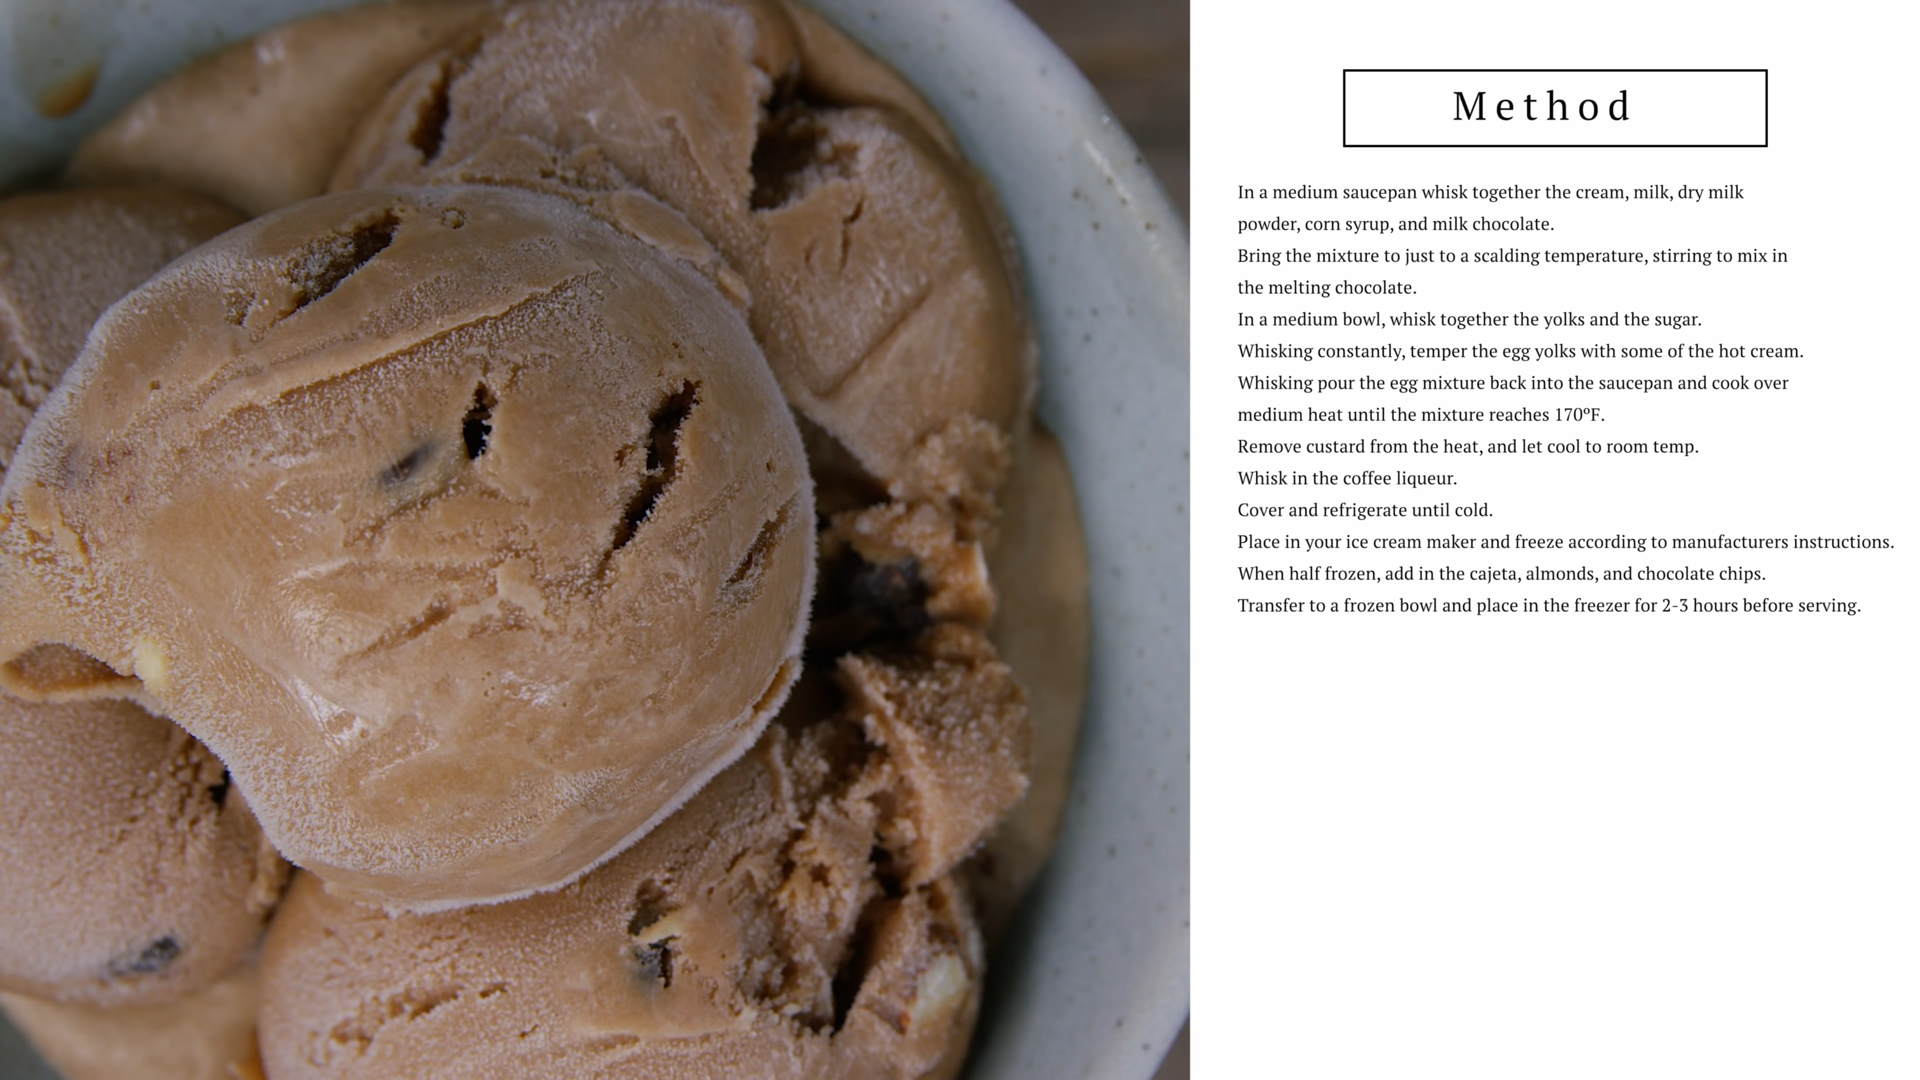 Method
In a medium saucepan whisk together the cream, milk, dry milk
powder, corn syrup, and milk chocolate.
Bring the mixture to just to a scalding temperature, stirring to mix in
the melting chocolate.
In a medium bowl, whisk together the yolks and the sugar.
Whisking constantly, temper the egg yolks with some of the hot cream.
Whisking pour the egg mixture back into the saucepan and cook over
medium heat until the mixture reaches 170ºF.
Remove custard from the heat, and let cool to room temp.
Whisk in the coffee liqueur.
Cover and refrigerate until cold.
Place in your ice cream maker and freeze according to manufacturers instructions.
When half frozen, add in the cajeta, almonds, and chocolate chips.
Transfer to a frozen bowl and place in the freezer for 2-3 hours before serving.